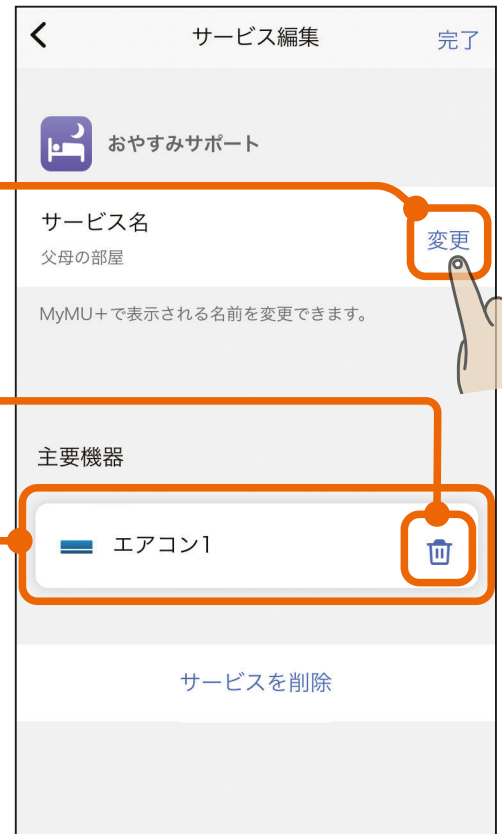 サービス編集
完了
おやすみサポート
サービス名
変更
父母の部屋
MyMU+で表示される名前を変更できます。
主要機器
エアコン1
サービスを削除